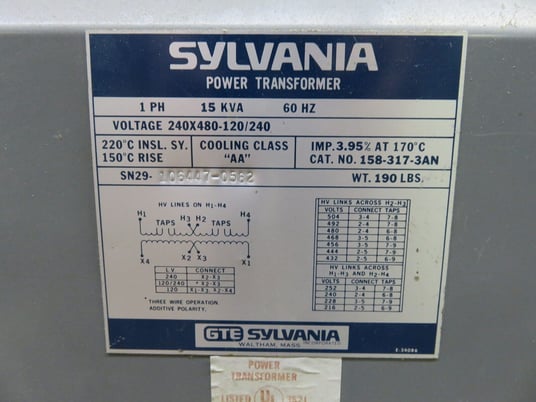 SYLVANIA
POWER TRANSFORMER
1 PH 15 KVA 60 HZ
VOLTAGE 240X480-120/240
220°C INSL. SY. COOLING CLASS IMP. 3.95% AT 170°C
150°C RISE "AA" CAT. NO. 158-317-3AN
SN29- 106447-0562 WT. 190 LBS.
HV LINES ON H1-H4
H1 TAPS H3 H2 TAPS H4
X4 X2 X3 X1
LV CONNECT
240 X2-X3
120/240 * X2-X3
120 X1-X3 X2-X4
*THREE WIRE OPERATION
ADDITIVE POLARITY.
HV LINKS ACROSS H2-H3
VOLTS CONNECT TAPS
504 3-4 7-8
492 2-4 7-8
480 2-4 6-8
468 3-5 6-8
456 3-5 7-9
444 2-5 7-9
432 2-5 6-9
HV LINKS ACROSS
H1-H3 AND H2-H4
VOLTS CONNECT TAPS
252 3-4 7-8
240 2-4 6-8
228 3-5 7-9
216 2-5 6-9
GTE SYLVANIA
INCORPORATED
WALTHAM, MASS
E-34086
POWER
TRANSFORMER
LISTED UL